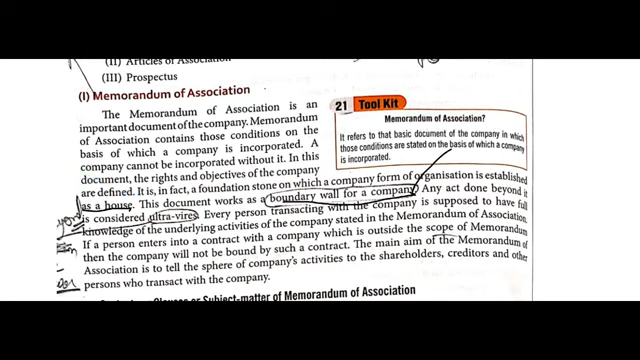 (II) Articles of Association
(III) Prospectus
(I) Memorandum of Association
The Memorandum of Association is an
important document of the company. Memorandum
of Association contains those conditions on the
basis of which a company is incorporated. A
company cannot be incorporated without it. In this
document, the rights and objectives of the company
21 Tool Kit
Memorandum of Association?
It refers to that basic document of the company in which
those conditions are stated on the basis of which a company
is incorporated.
are defined. It is, in fact, a foundation stone on which a company form of organisation is established
as a house. This document works as a boundary wall for a company. Any act done beyond it
is considered ultra-vires. Every person transacting with the company is supposed to have full
knowledge of the underlying activities of the company stated in the Memorandum of Association.
If a person enters into a contract with a company which is outside the scope of Memorandum
then the company will not be bound by such a contract. The main aim of the Memorandum of
Association is to tell the sphere of company's activities to the shareholders, creditors and other
persons who transact with the company.
Clauses or Subject-matter of Memorandum of Association